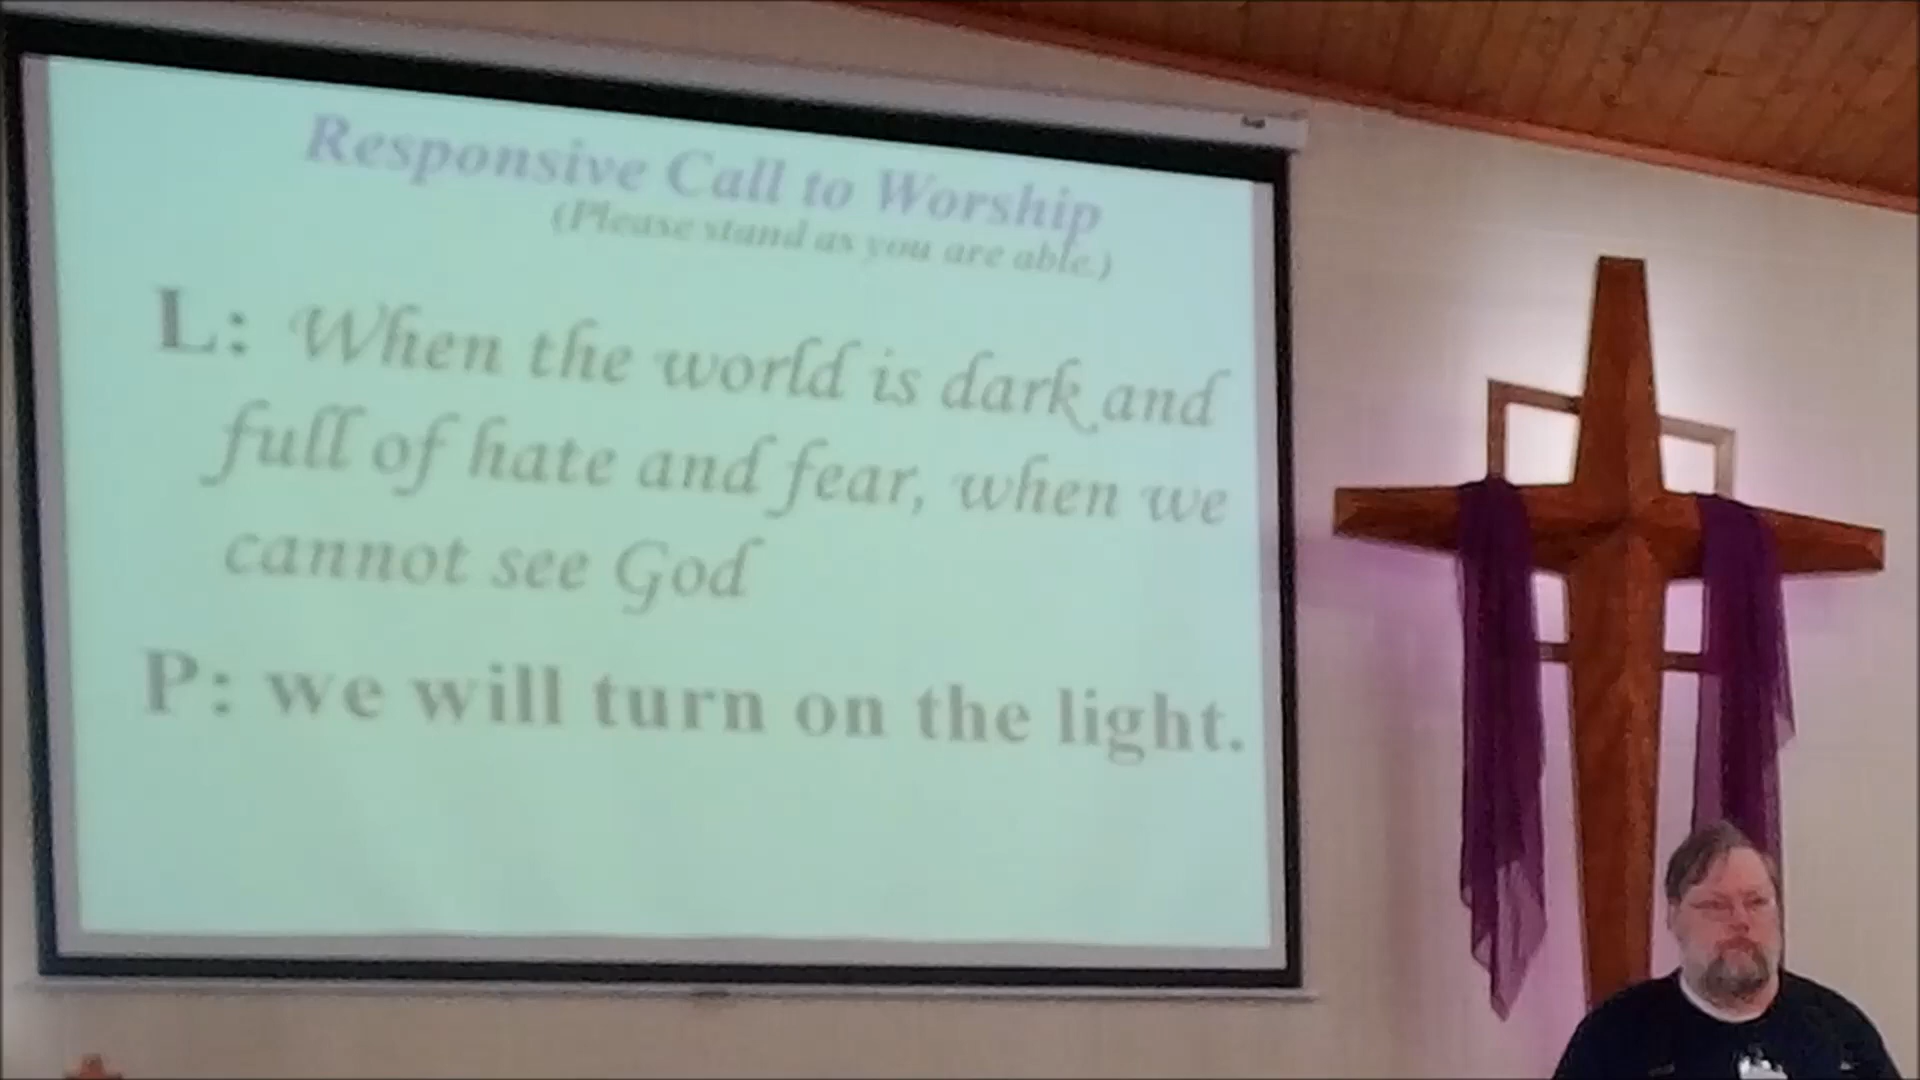 Responsive Call to Worship
(Please stand as you are able.)
L: When the world is dark and
full of hate and fear, when we
cannot see God
P: we will turn on the light.